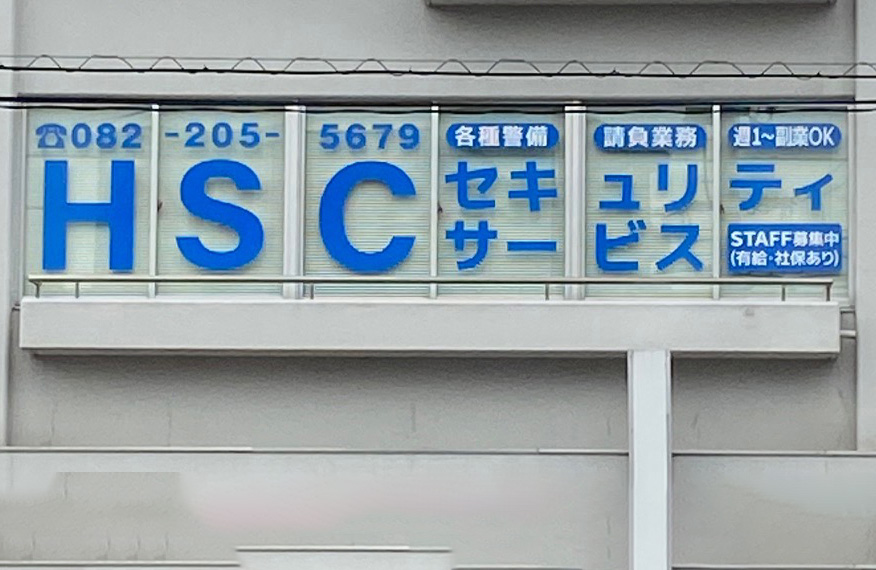 ☎082-205-5679
各種警備 請負業務 週1~副業OK
HSC
セキュリティ
サービス
STAFF募集中
(有給・社保あり)